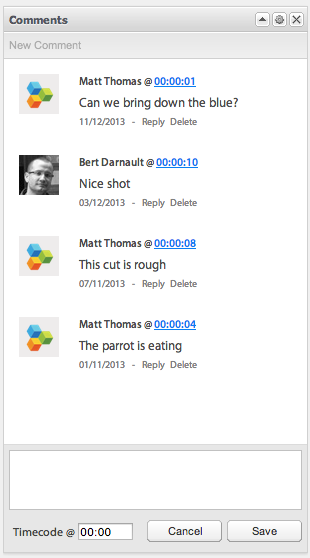 Comments
New Comment
Matt Thomas @ 00:00:01
Can we bring down the blue?
11/12/2013 - Reply Delete
Bert Darnault @ 00:00:10
Nice shot
03/12/2013 - Reply Delete
Matt Thomas @ 00:00:08
This cut is rough
07/11/2013 - Reply Delete
Matt Thomas @ 00:00:04
The parrot is eating
01/11/2013 - Reply Delete
Timecode @ 00:00 Cancel Save